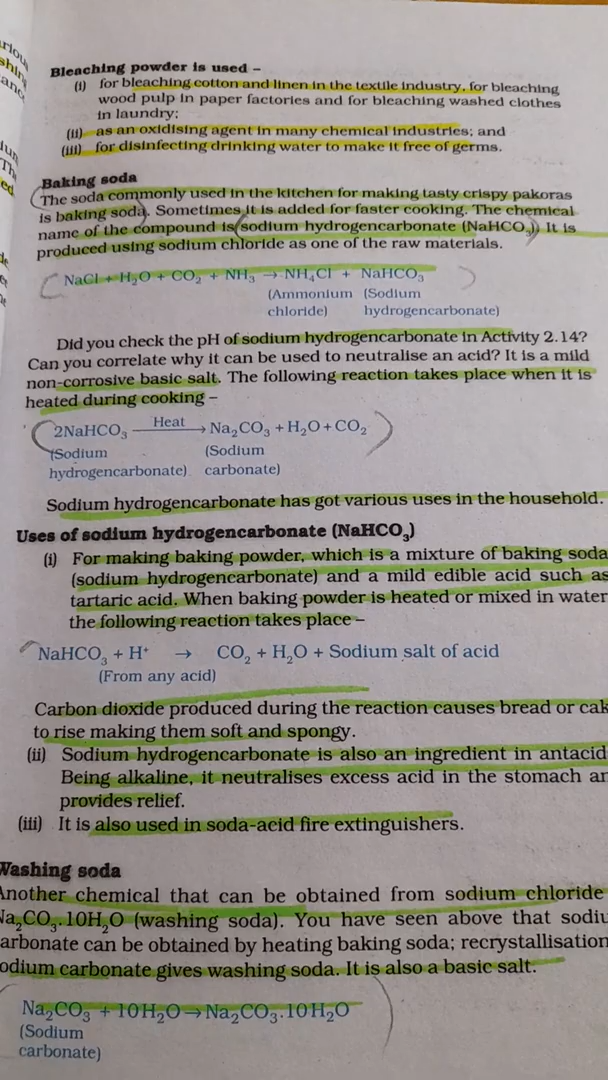 Bleaching powder is used –
(i) for bleaching cotton and linen in the textile industry, for bleaching
wood pulp in paper factories and for bleaching washed clothes
in laundry;
(ii) as an oxidising agent in many chemical industries; and
(iii) for disinfecting drinking water to make it free of germs.
Baking soda
The soda commonly used in the kitchen for making tasty crispy pakoras
is baking soda. Sometimes it is added for faster cooking. The chemical
name of the compound is sodium hydrogencarbonate (NaHCO₃). It is
produced using sodium chloride as one of the raw materials.
NaCl + H₂O + CO₂ + NH₃ → NH₄Cl + NaHCO₃
(Ammonium (Sodium
chloride) hydrogencarbonate)
Did you check the pH of sodium hydrogencarbonate in Activity 2.14?
Can you correlate why it can be used to neutralise an acid? It is a mild
non-corrosive basic salt. The following reaction takes place when it is
heated during cooking –
2NaHCO₃ —Heat→ Na₂CO₃ + H₂O + CO₂
(Sodium (Sodium
hydrogencarbonate) carbonate)
Sodium hydrogencarbonate has got various uses in the household.
Uses of sodium hydrogencarbonate (NaHCO₃)
(i) For making baking powder, which is a mixture of baking soda
(sodium hydrogencarbonate) and a mild edible acid such as
tartaric acid. When baking powder is heated or mixed in water
the following reaction takes place –
NaHCO₃ + H⁺ → CO₂ + H₂O + Sodium salt of acid
(From any acid)
Carbon dioxide produced during the reaction causes bread or cak
to rise making them soft and spongy.
(ii) Sodium hydrogencarbonate is also an ingredient in antacid
Being alkaline, it neutralises excess acid in the stomach an
provides relief.
(iii) It is also used in soda-acid fire extinguishers.
Washing soda
Another chemical that can be obtained from sodium chloride
Na₂CO₃.10H₂O (washing soda). You have seen above that sodiu
arbonate can be obtained by heating baking soda; recrystallisation
odium carbonate gives washing soda. It is also a basic salt.
Na₂CO₃ + 10H₂O → Na₂CO₃.10H₂O
(Sodium
carbonate)